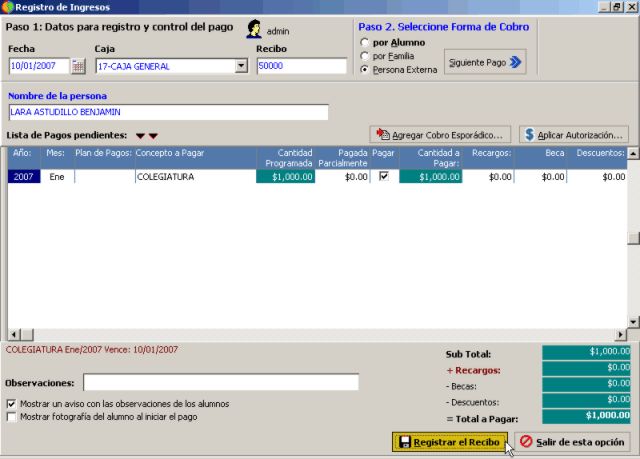 Registro de Ingresos
Paso 1: Datos para registro y control del pago
admin
Paso 2. Seleccione Forma de Cobro
Fecha Caja Recibo
10/01/2007 17-CAJA GENERAL 50000
por Alumno
por Familia
Persona Externa
Siguiente Pago
Nombre de la persona
LARA ASTUDILLO BENJAMIN
Lista de Pagos pendientes:
Agregar Cobro Esporádico...
Aplicar Autorización...
Año: Mes: Plan de Pagos: Concepto a Pagar Cantidad Programada Pagada Parcialmente Pagar Cantidad a Pagar: Recargos: Beca Descuentos:
2007 Ene COLEGIATURA $1,000.00 $0.00 $1,000.00 $0.00 $0.00 $0.00
COLEGIATURA Ene/2007 Vence: 10/01/2007
Sub Total: $1,000.00
+ Recargos: $0.00
Observaciones:
- Becas: $0.00
Mostrar un aviso con las observaciones de los alumnos
- Descuentos: $0.00
Mostrar fotografía del alumno al iniciar el pago
= Total a Pagar: $1,000.00
Registrar el Recibo
Salir de esta opción